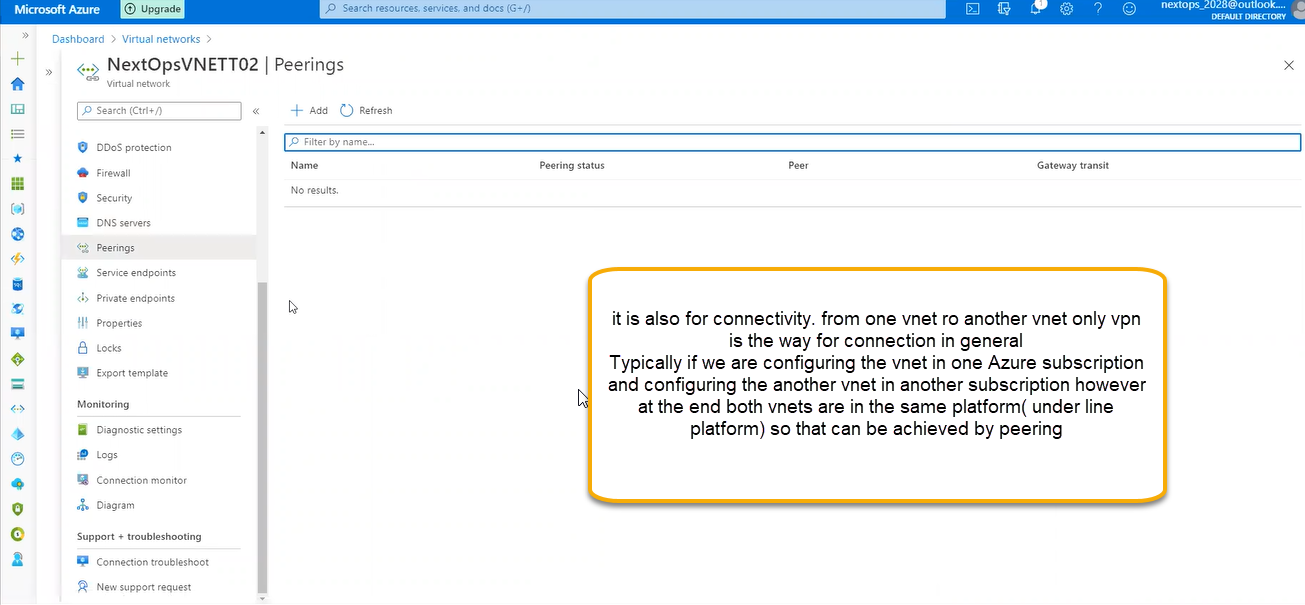 Microsoft Azure
Upgrade
Search resources, services, and docs (G+/)
1
nextops_2028@outlook....
DEFAULT DIRECTORY
Dashboard > Virtual networks >
NextOpsVNETT02 | Peerings
Virtual network
Search (Ctrl+/)
Add
Refresh
Filter by name...
Name Peering status Peer Gateway transit
No results.
DDoS protection
Firewall
Security
DNS servers
Peerings
Service endpoints
Private endpoints
Properties
Locks
Export template
Monitoring
Diagnostic settings
Logs
Connection monitor
Diagram
Support + troubleshooting
Connection troubleshoot
New support request
it is also for connectivity. from one vnet ro another vnet only vpn
is the way for connection in general
Typically if we are configuring the vnet in one Azure subscription
and configuring the another vnet in another subscription however
at the end both vnets are in the same platform( under line
platform) so that can be achieved by peering